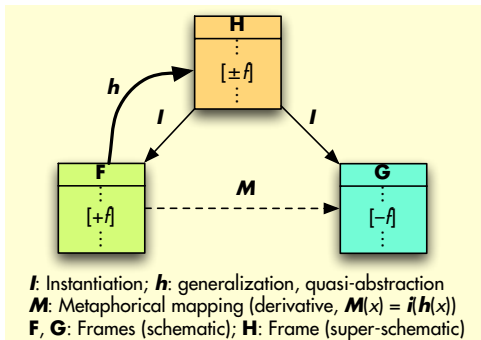 H
⋮
[±f]
⋮
h
I
I
F
⋮
[+f]
⋮
M
G
⋮
[−f]
⋮
I: Instantiation; h: generalization, quasi-abstraction
M: Metaphorical mapping (derivative, M(x) = i(h(x))
F, G: Frames (schematic); H: Frame (super-schematic)